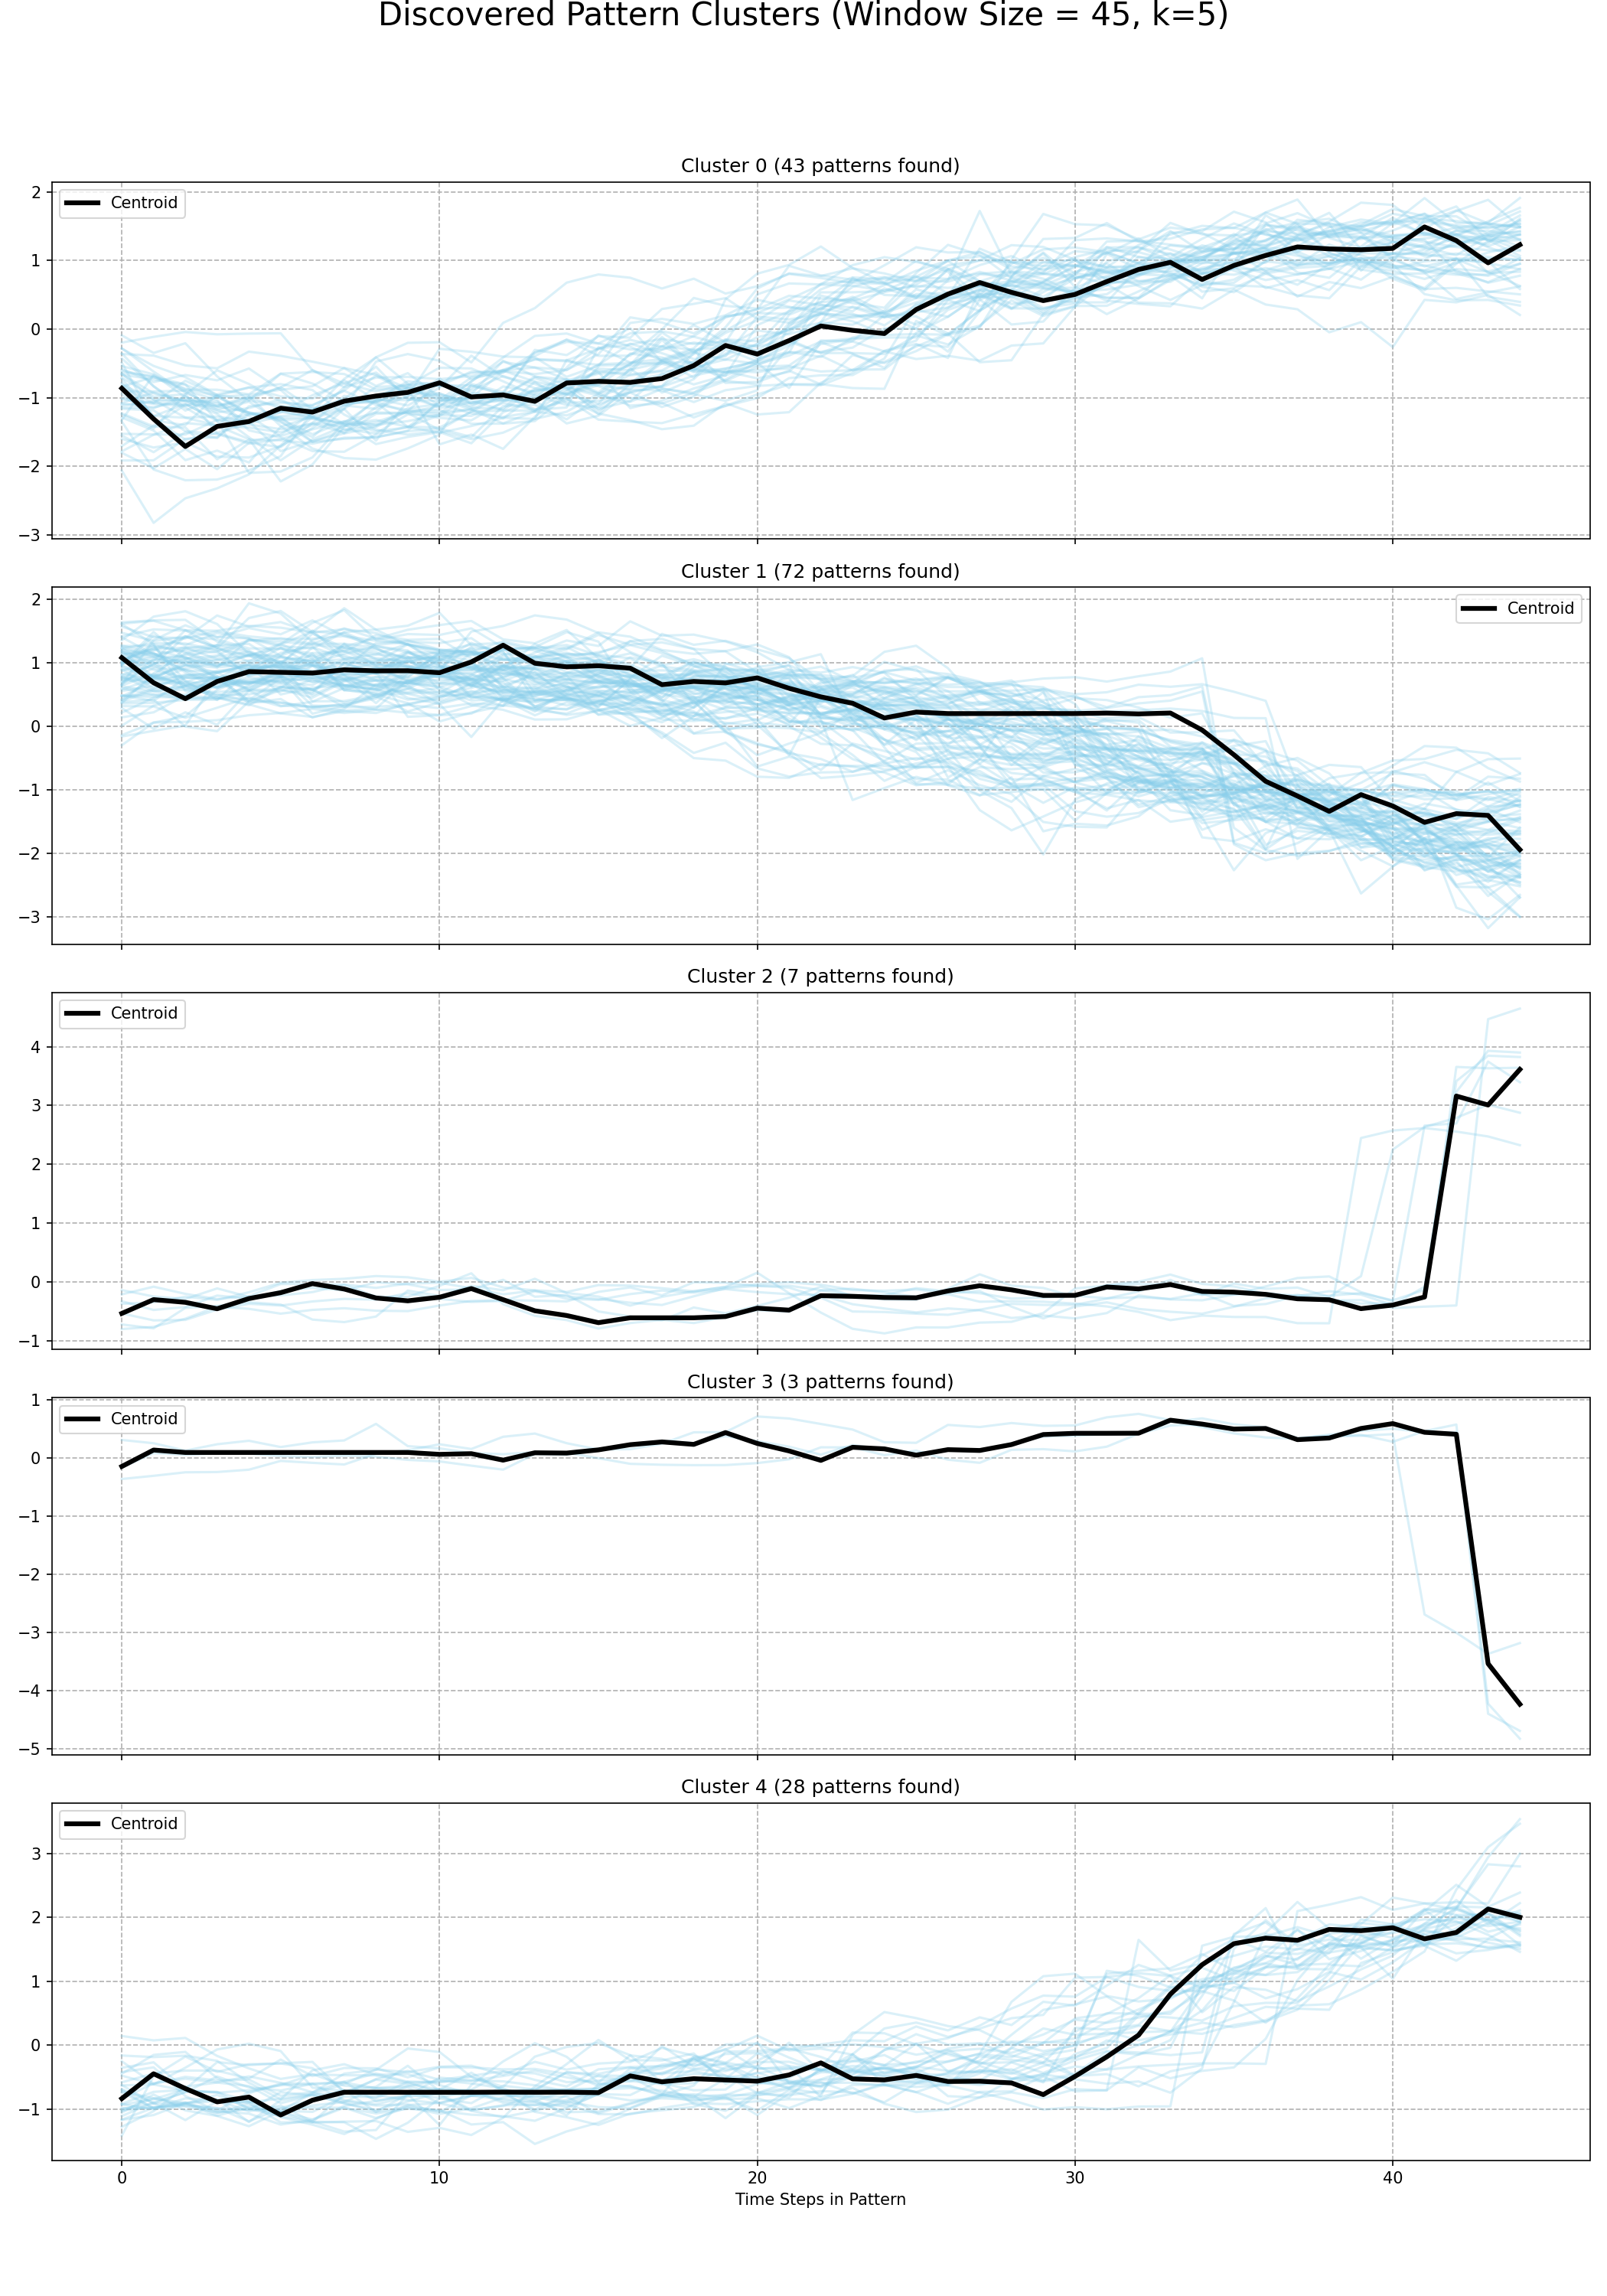 Discovered Pattern Clusters (Window Size = 45, k=5)
Cluster 0 (43 patterns found)
Centroid
2
1
0
−1
−2
−3
Cluster 1 (72 patterns found)
Centroid
2
1
0
−1
−2
−3
Cluster 2 (7 patterns found)
Centroid
4
3
2
1
0
−1
Cluster 3 (3 patterns found)
Centroid
1
0
−1
−2
−3
−4
−5
Cluster 4 (28 patterns found)
Centroid
3
2
1
0
−1
0 10 20 30 40
Time Steps in Pattern